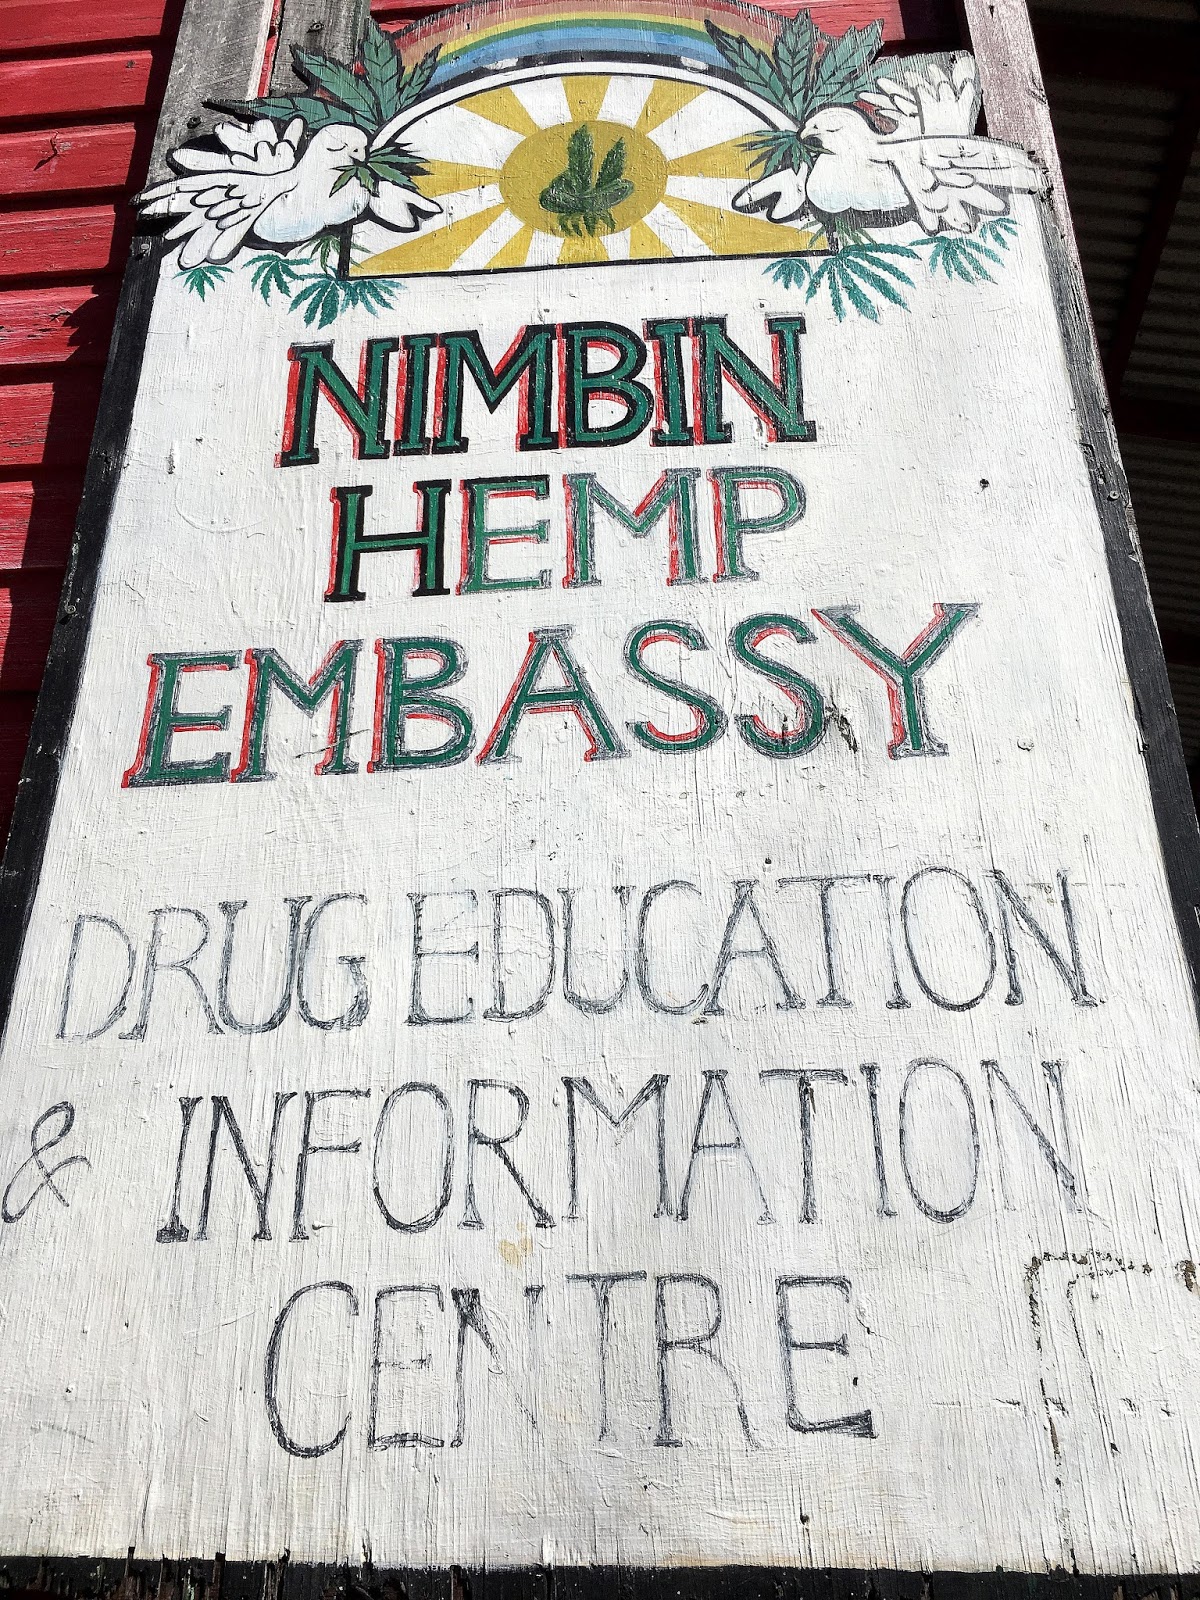 NIMBIN
HEMP
EMBASSY
DRUG EDUCATION
& INFORMATION
CENTRE